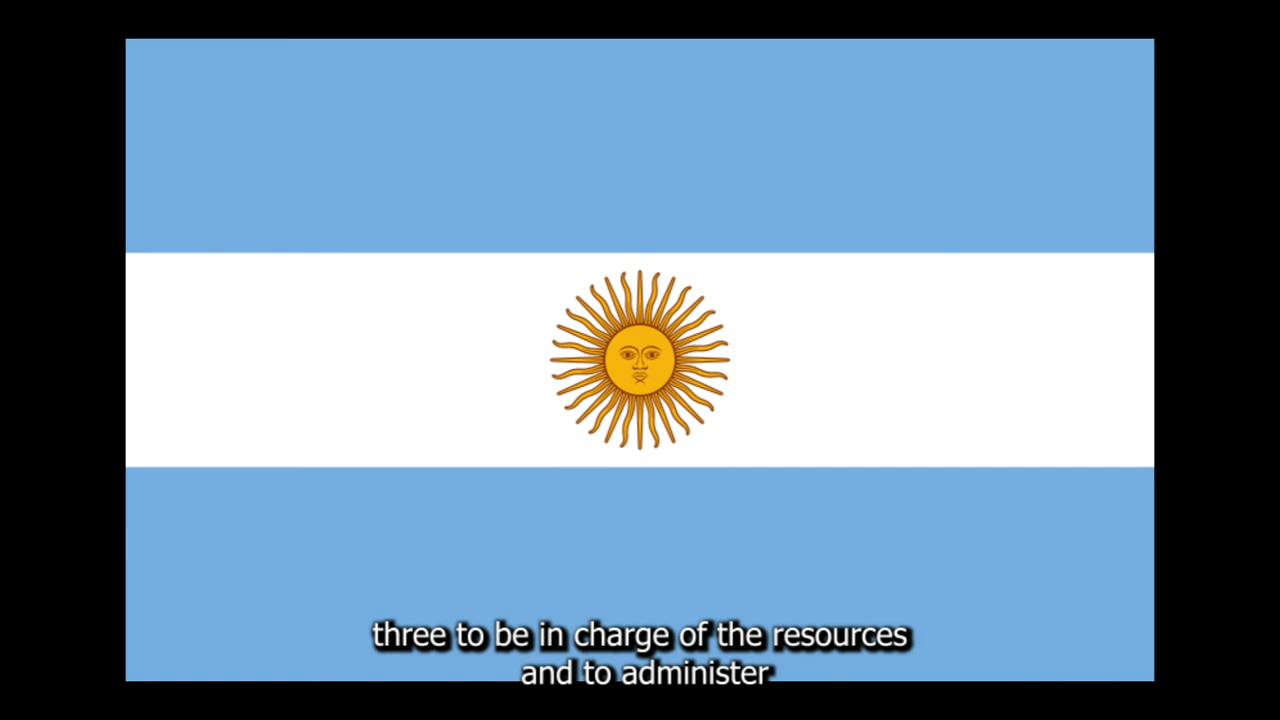 three to be in charge of the resources
and to administer